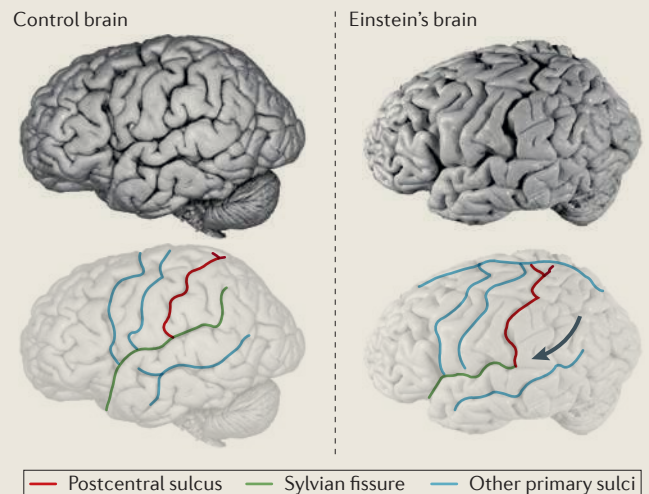 Control brain
Einstein's brain
Postcentral sulcus
Sylvian fissure
Other primary sulci